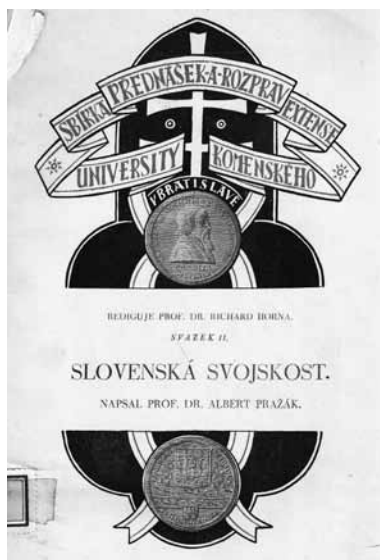 SBÍRKA PŘEDNÁŠEK·A·ROZPRAV EXTENSE
UNIVERSITY KOMENSKÉHO
V BRATISLAVĚ
REDIGUJE PROF. DR. RICHARD HORNA.
SVAZEK II.
SLOVENSKÁ SVOJSKOST.
NAPSAL PROF. DR. ALBERT PRAŽÁK.